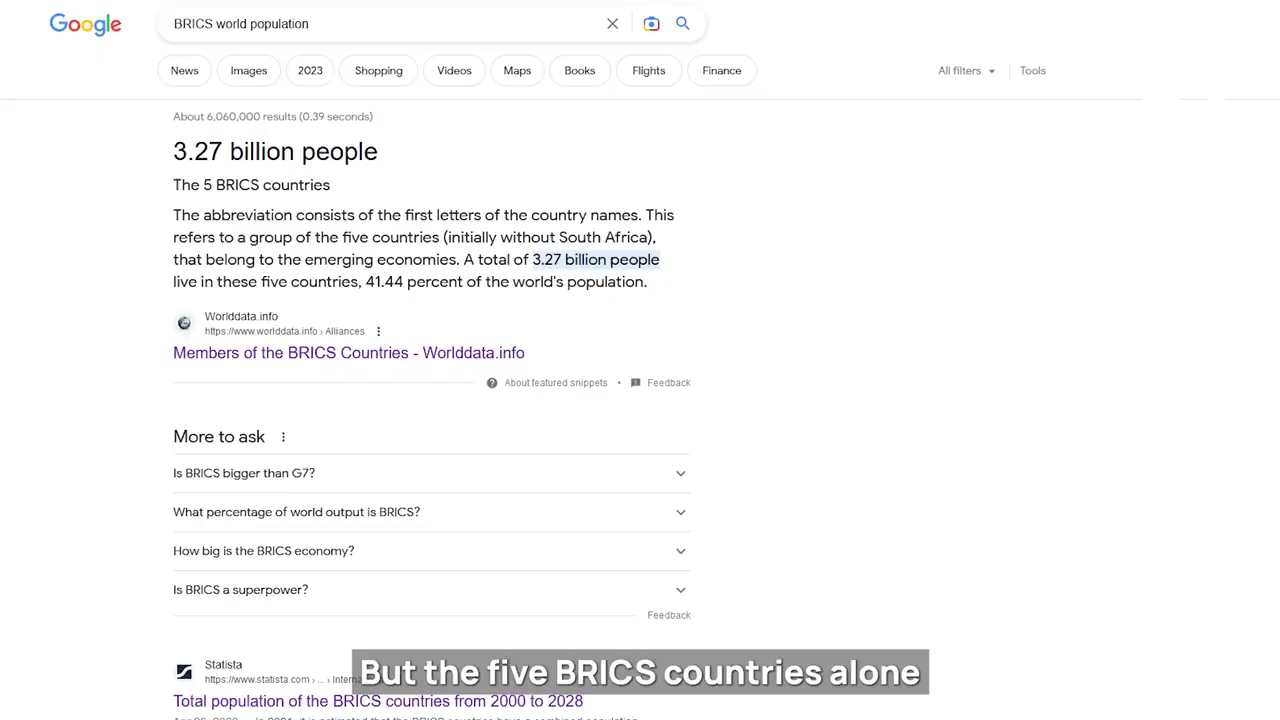 Google
BRICS world population
News Images 2023 Shopping Videos Maps Books Flights Finance All filters Tools
About 6,060,000 results (0.39 seconds)
3.27 billion people
The 5 BRICS countries
The abbreviation consists of the first letters of the country names. This
refers to a group of the five countries (initially without South Africa),
that belong to the emerging economies. A total of 3.27 billion people
live in these five countries, 41.44 percent of the world's population.
Worlddata.info
https://www.worlddata.info › Alliances
Members of the BRICS Countries - Worlddata.info
About featured snippets • Feedback
More to ask
Is BRICS bigger than G7?
What percentage of world output is BRICS?
How big is the BRICS economy?
Is BRICS a superpower?
Feedback
Statista
https://www.statista.com › ... ›
But the five BRICS countries alone
Total population of the BRICS countries from 2000 to 2028